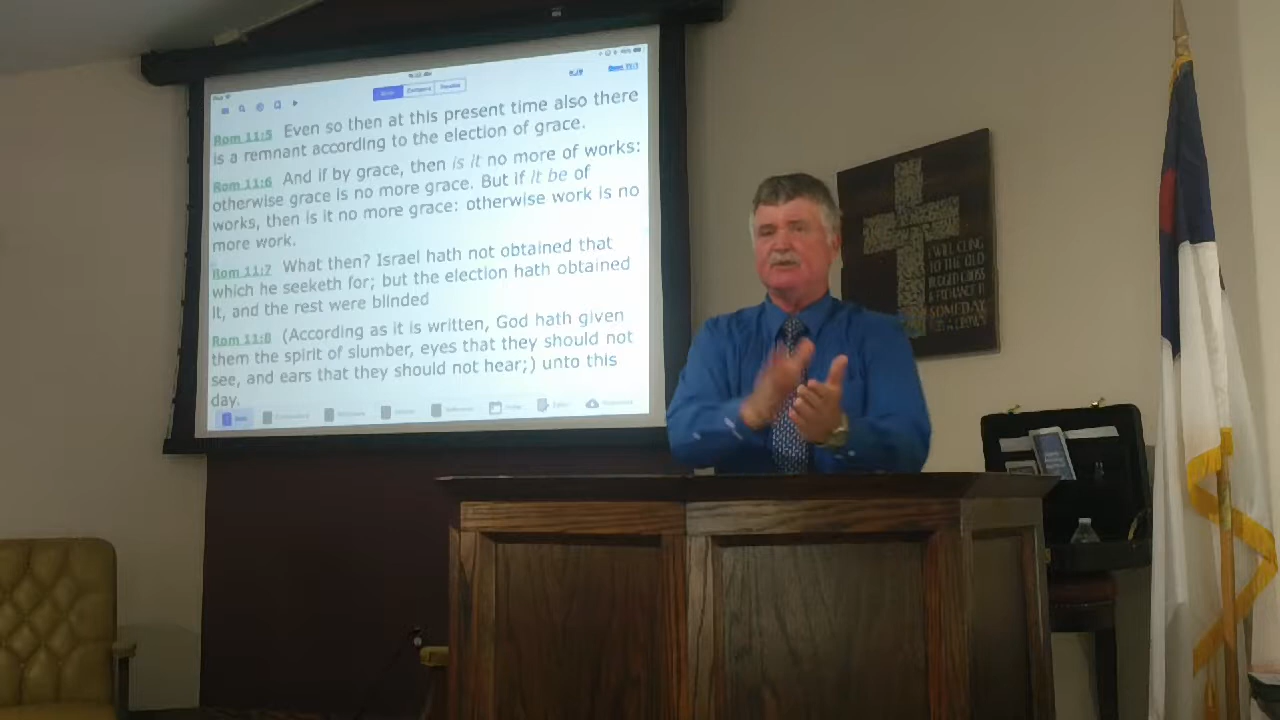 Rom 11:5 Even so then at this present time also there
is a remnant according to the election of grace.
Rom 11:6 And if by grace, then is it no more of works:
otherwise grace is no more grace. But if it be of
works, then is it no more grace: otherwise work is no
more work.
Rom 11:7 What then? Israel hath not obtained that
which he seeketh for; but the election hath obtained
it, and the rest were blinded
Rom 11:8 (According as it is written, God hath given
them the spirit of slumber, eyes that they should not
see, and ears that they should not hear;) unto this
day.
I WILL CLING
TO THE OLD
RUGGED CROSS
& EXCHANGE IT
SOMEDAY